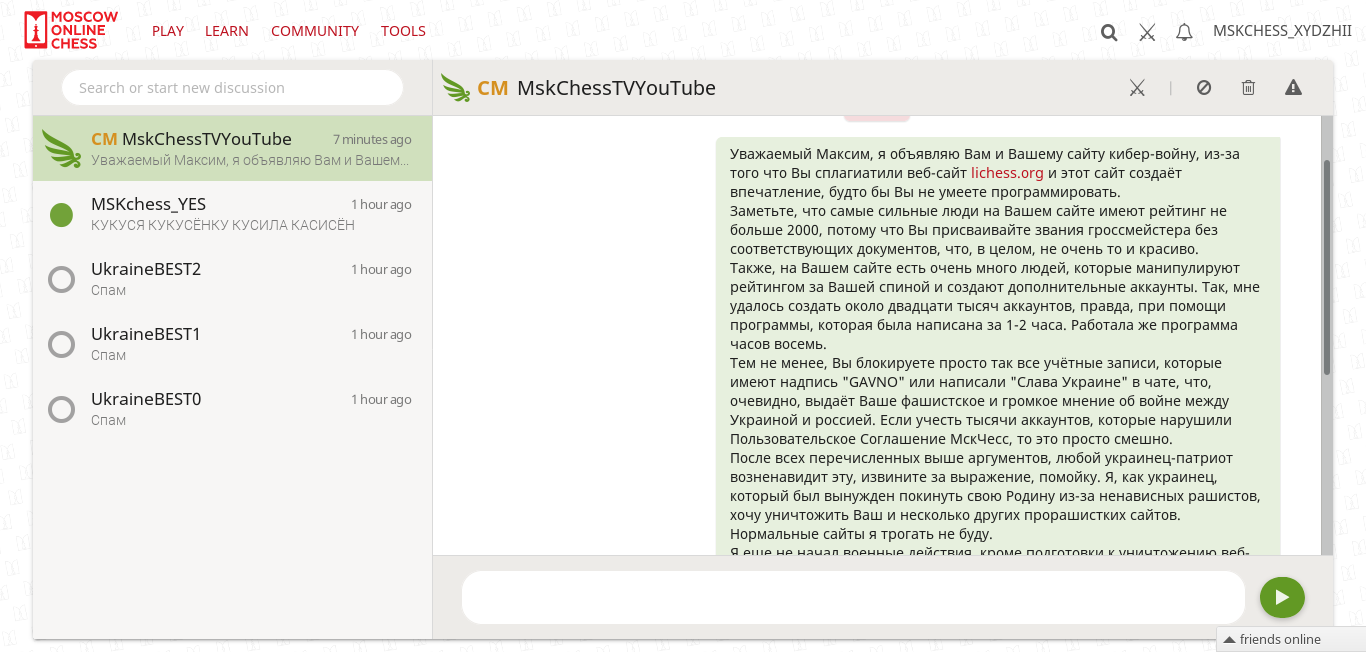 MOSCOW
ONLINE
CHESS
PLAY LEARN COMMUNITY TOOLS
MSKCHESS_XYDZHII
Search or start new discussion
CM MskChessTVYouTube 7 minutes ago
Уважаемый Максим, я объявляю Вам и Вашем...
MSKchess_YES 1 hour ago
КУКУСЯ КУКУСЁНКУ КУСИЛА КАСИСЁН
UkraineBEST2 1 hour ago
Спам
UkraineBEST1 1 hour ago
Спам
UkraineBEST0 1 hour ago
Спам
CM MskChessTVYouTube
Уважаемый Максим, я объявляю Вам и Вашему сайту кибер-войну, из-за
того что Вы сплагиатили веб-сайт lichess.org и этот сайт создаёт
впечатление, будто бы Вы не умеете программировать.
Заметьте, что самые сильные люди на Вашем сайте имеют рейтинг не
больше 2000, потому что Вы присваивайте звания гроссмейстера без
соответствующих документов, что, в целом, не очень то и красиво.
Также, на Вашем сайте есть очень много людей, которые манипулируют
рейтингом за Вашей спиной и создают дополнительные аккаунты. Так, мне
удалось создать около двадцати тысяч аккаунтов, правда, при помощи
программы, которая была написана за 1-2 часа. Работала же программа
часов восемь.
Тем не менее, Вы блокируете просто так все учётные записи, которые
имеют надпись "GAVNO" или написали "Слава Украине" в чате, что,
очевидно, выдаёт Ваше фашистское и громкое мнение об войне между
Украиной и россией. Если учесть тысячи аккаунтов, которые нарушили
Пользовательское Соглашение МскЧесс, то это просто смешно.
После всех перечисленных выше аргументов, любой украинец-патриот
возненавидит эту, извините за выражение, помойку. Я, как украинец,
который был вынужден покинуть свою Родину из-за ненависных рашистов,
хочу уничтожить Ваш и несколько других прорашистких сайтов.
Нормальные сайты я трогать не буду.
Я еще не начал военные действия, кроме подготовки к уничтожению веб-
friends online